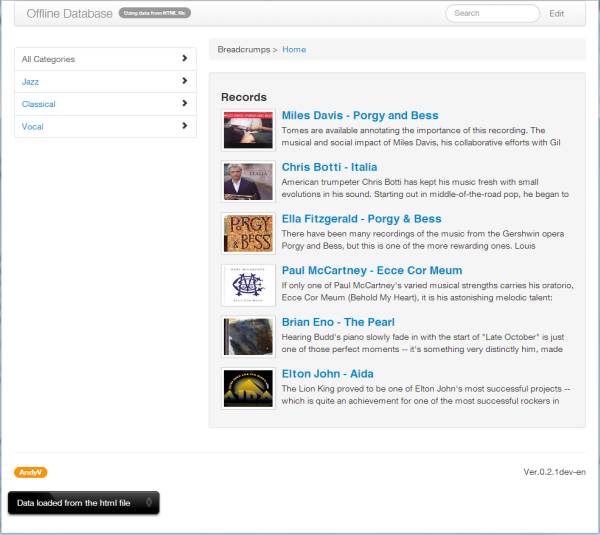 Offline Database
Using data from HTML file
Search
Edit
All Categories
Jazz
Classical
Vocal
Breadcrumps > Home
Records
Miles Davis - Porgy and Bess
Tomes are available annotating the importance of this recording. The
musical and social impact of Miles Davis, his collaborative efforts with Gil
Chris Botti - Italia
American trumpeter Chris Botti has kept his music fresh with small
evolutions in his sound. Starting out in middle-of-the-road pop, he began to
ITALIA
Ella Fitzgerald - Porgy & Bess
There have been many recordings of the music from the Gershwin opera
Porgy and Bess, but this is one of the more rewarding ones. Louis
PORGY
& BESS
Paul McCartney - Ecce Cor Meum
If only one of Paul McCartney's varied musical strengths carries his oratorio,
Ecce Cor Meum (Behold My Heart), it is his astonishing melodic talent:
Brian Eno - The Pearl
Hearing Budd's piano slowly fade in with the start of "Late October" is just
one of those perfect moments -- it's something very distinctly him, made
Elton John - Aida
The Lion King proved to be one of Elton John's most successful projects --
which is quite an achievement for one of the most successful rockers in
AIDA
AndyV
Ver.0.2.1dev-en
Data loaded from the html file